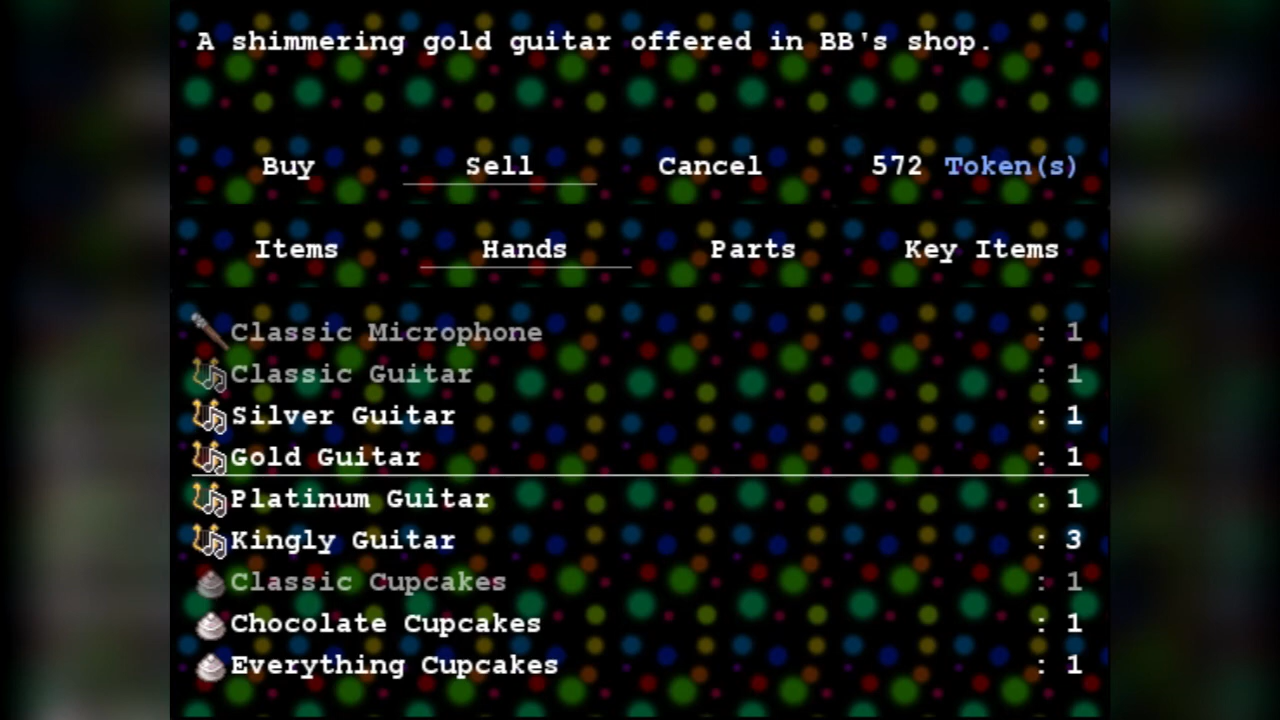 A shimmering gold guitar offered in BB's shop.
Buy Sell Cancel 572 Token(s)
Items Hands Parts Key Items
Classic Microphone : 1
Classic Guitar : 1
Silver Guitar : 1
Gold Guitar : 1
Platinum Guitar : 1
Kingly Guitar : 3
Classic Cupcakes : 1
Chocolate Cupcakes : 1
Everything Cupcakes : 1